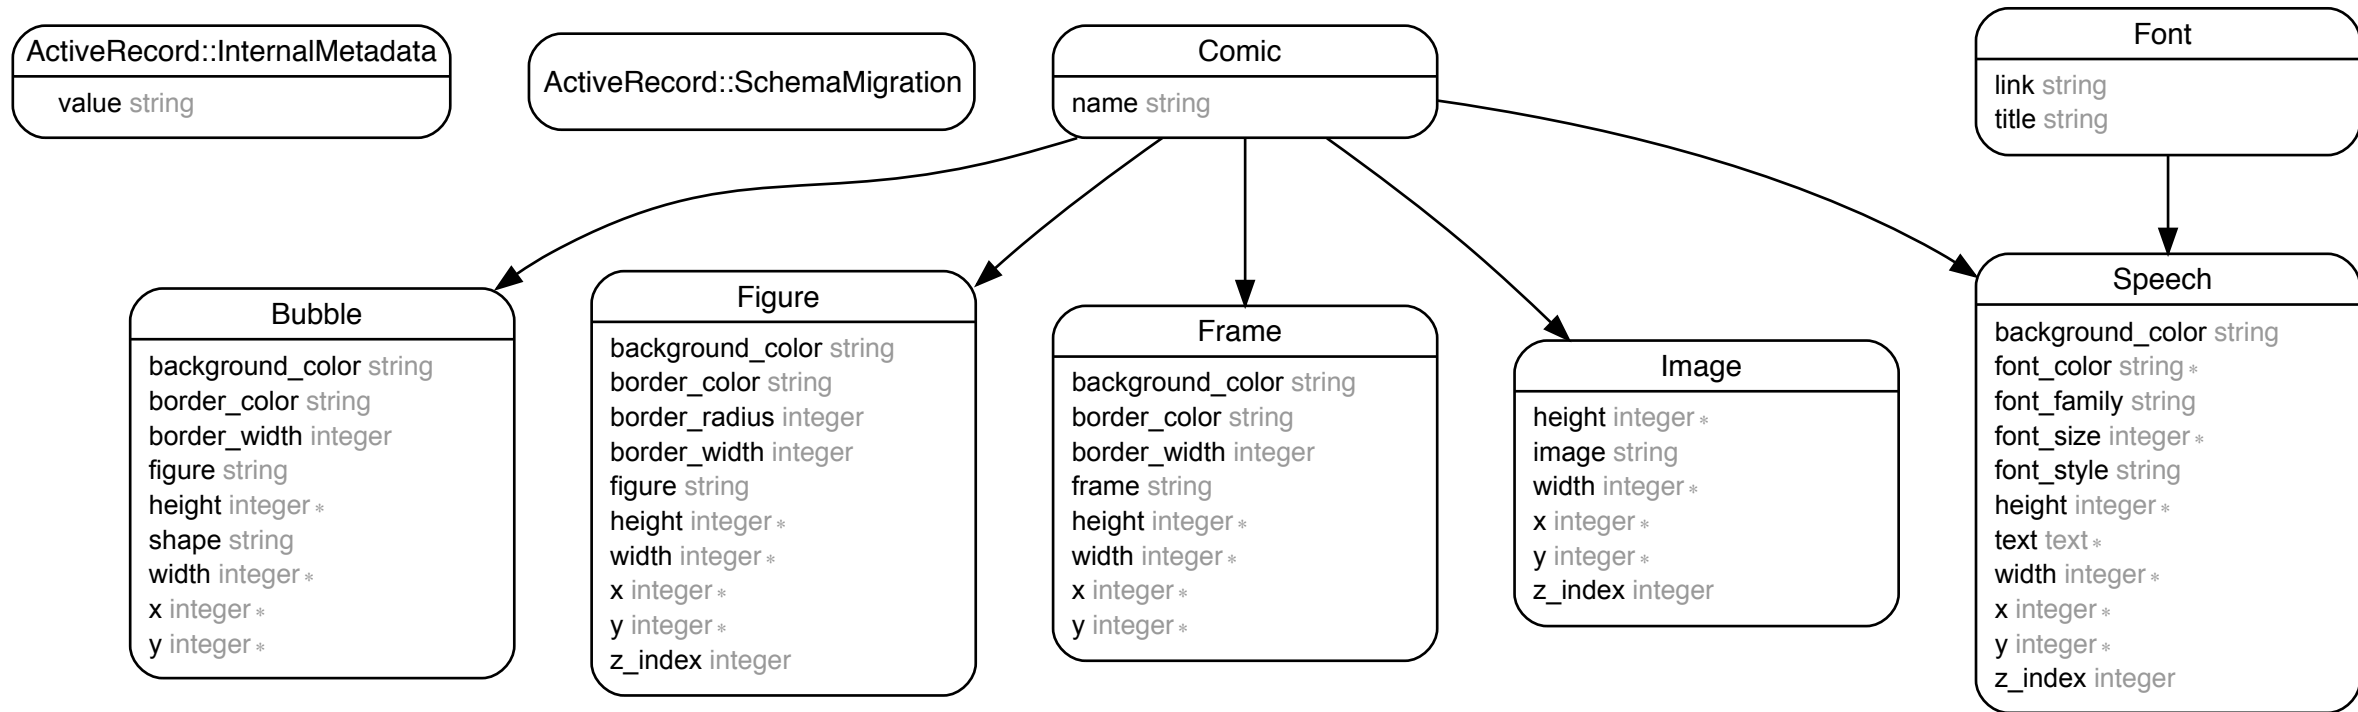 ActiveRecord::InternalMetadata
value string
ActiveRecord::SchemaMigration
Comic
name string
Font
link string
title string
Bubble
background_color string
border_color string
border_width integer
figure string
height integer *
shape string
width integer *
x integer *
y integer *
Figure
background_color string
border_color string
border_radius integer
border_width integer
figure string
height integer *
width integer *
x integer *
y integer *
z_index integer
Frame
background_color string
border_color string
border_width integer
frame string
height integer *
width integer *
x integer *
y integer *
Image
height integer *
image string
width integer *
x integer *
y integer *
z_index integer
Speech
background_color string
font_color string *
font_family string
font_size integer *
font_style string
height integer *
text text *
width integer *
x integer *
y integer *
z_index integer